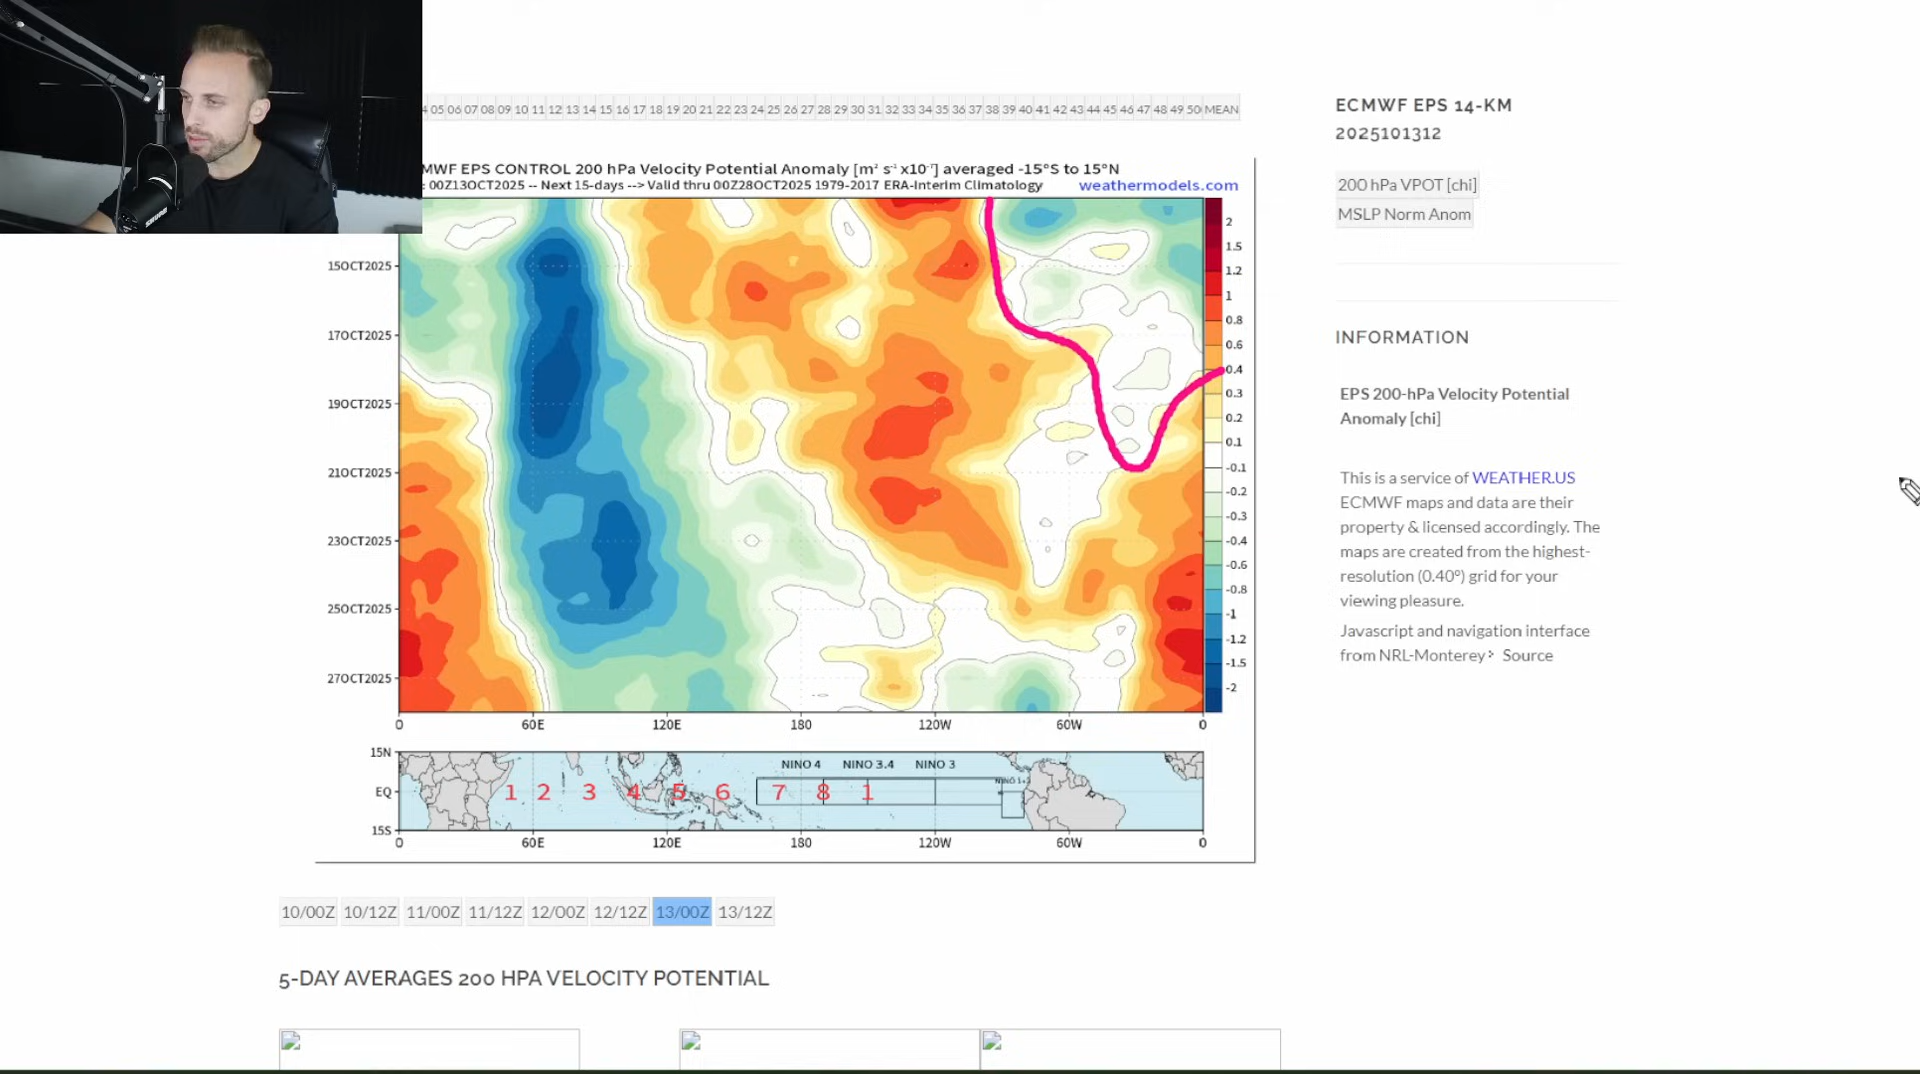 4 05 06 07 08 09 10 11 12 13 14 15 16 17 18 19 20 21 22 23 24 25 26 27 28 29 30 31 32 33 34 35 36 37 38 39 40 41 42 43 44 45 46 47 48 49 50 MEAN
MWF EPS CONTROL 200 hPa Velocity Potential Anomaly [m² s⁻¹ x10⁻⁷] averaged -15°S to 15°N
: 00Z13OCT2025 -- Next 15-days --> Valid thru 00Z28OCT2025 1979-2017 ERA-Interim Climatology
weathermodels.com
15OCT2025
17OCT2025
19OCT2025
21OCT2025
23OCT2025
25OCT2025
27OCT2025
0 60E 120E 180 120W 60W 0
2
1.5
1.2
1
0.8
0.6
0.4
0.3
0.2
0.1
-0.1
-0.2
-0.3
-0.4
-0.6
-0.8
-1
-1.2
-1.5
-2
15N
EQ
15S
NINO 4 NINO 3.4 NINO 3
NINO 1+2
1 2 3 4 5 6 7 8 1
0 60E 120E 180 120W 60W 0
10/00Z 10/12Z 11/00Z 11/12Z 12/00Z 12/12Z 13/00Z 13/12Z
5-DAY AVERAGES 200 HPA VELOCITY POTENTIAL
ECMWF EPS 14-KM
2025101312
200 hPa VPOT [chi]
MSLP Norm Anom
INFORMATION
EPS 200-hPa Velocity Potential
Anomaly [chi]
This is a service of WEATHER.US
ECMWF maps and data are their
property & licensed accordingly. The
maps are created from the highest-
resolution (0.40°) grid for your
viewing pleasure.
Javascript and navigation interface
from NRL-Monterey Source
SHURE